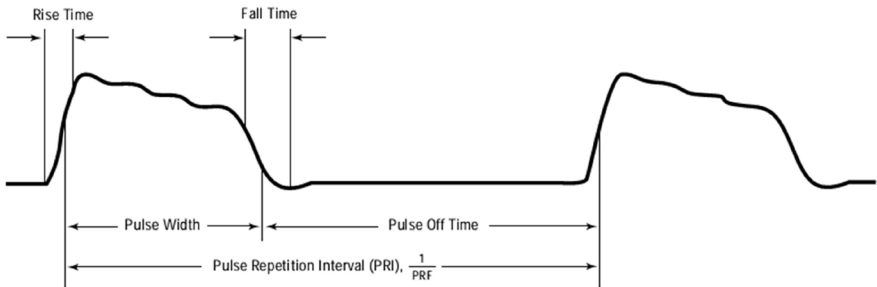 Rise Time
Fall Time
Pulse Width
Pulse Off Time
Pulse Repetition Interval (PRI), 1/PRF